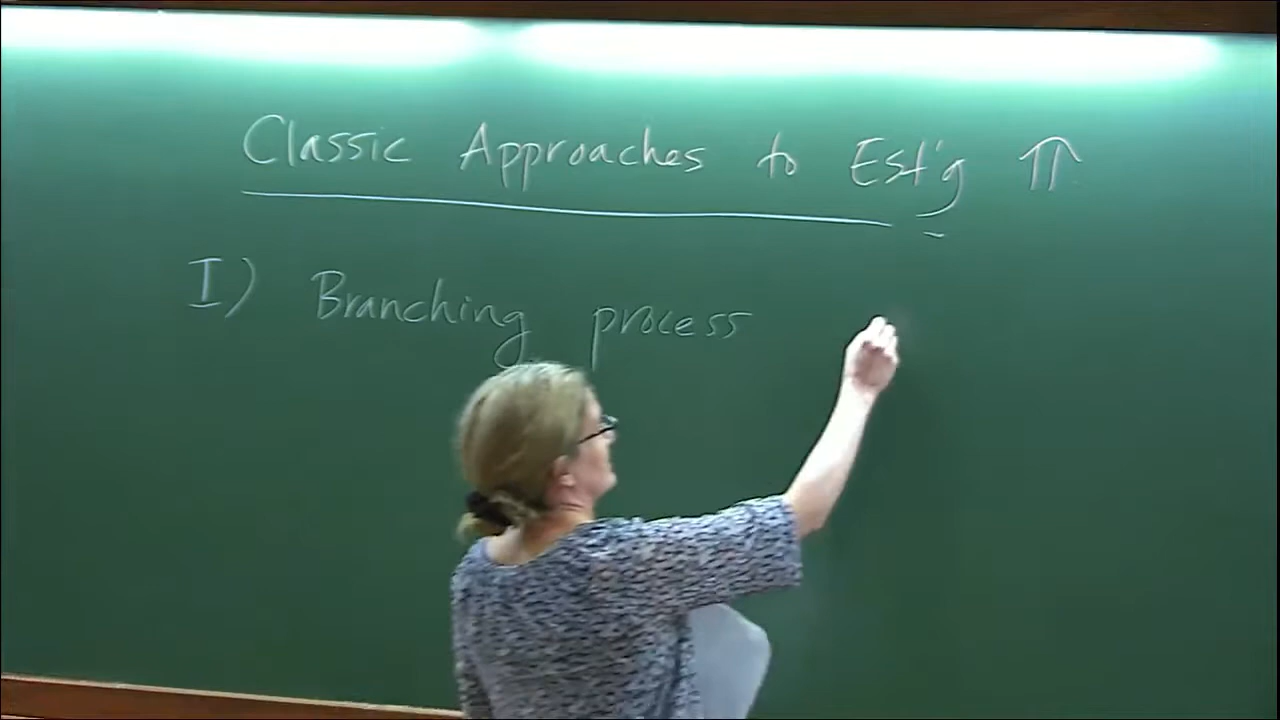 Classic Approaches to Est'g π
I) Branching process